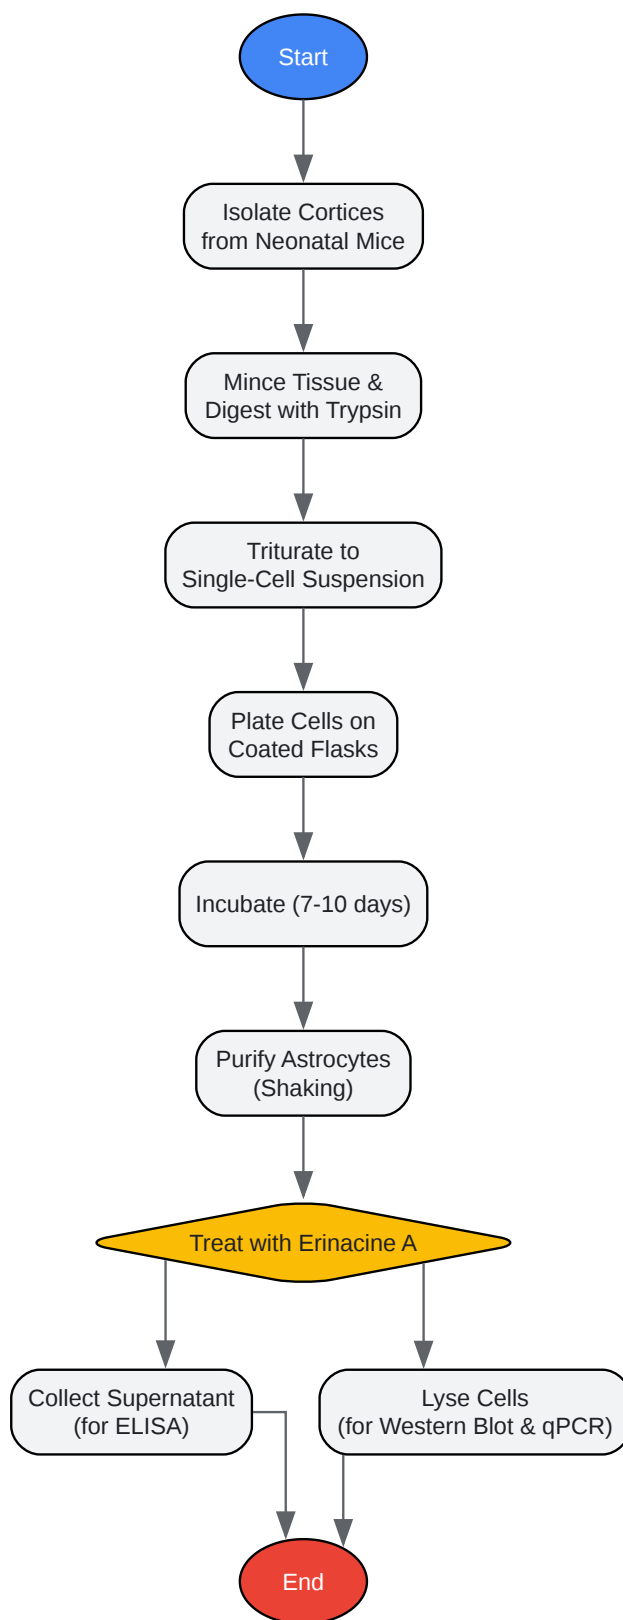 Start
Isolate Cortices
from Neonatal Mice
Mince Tissue &
Digest with Trypsin
Triturate to
Single-Cell Suspension
Plate Cells on
Coated Flasks
Incubate (7-10 days)
Purify Astrocytes
(Shaking)
Treat with Erinacine A
Collect Supernatant
(for ELISA)
Lyse Cells
(for Western Blot & qPCR)
End